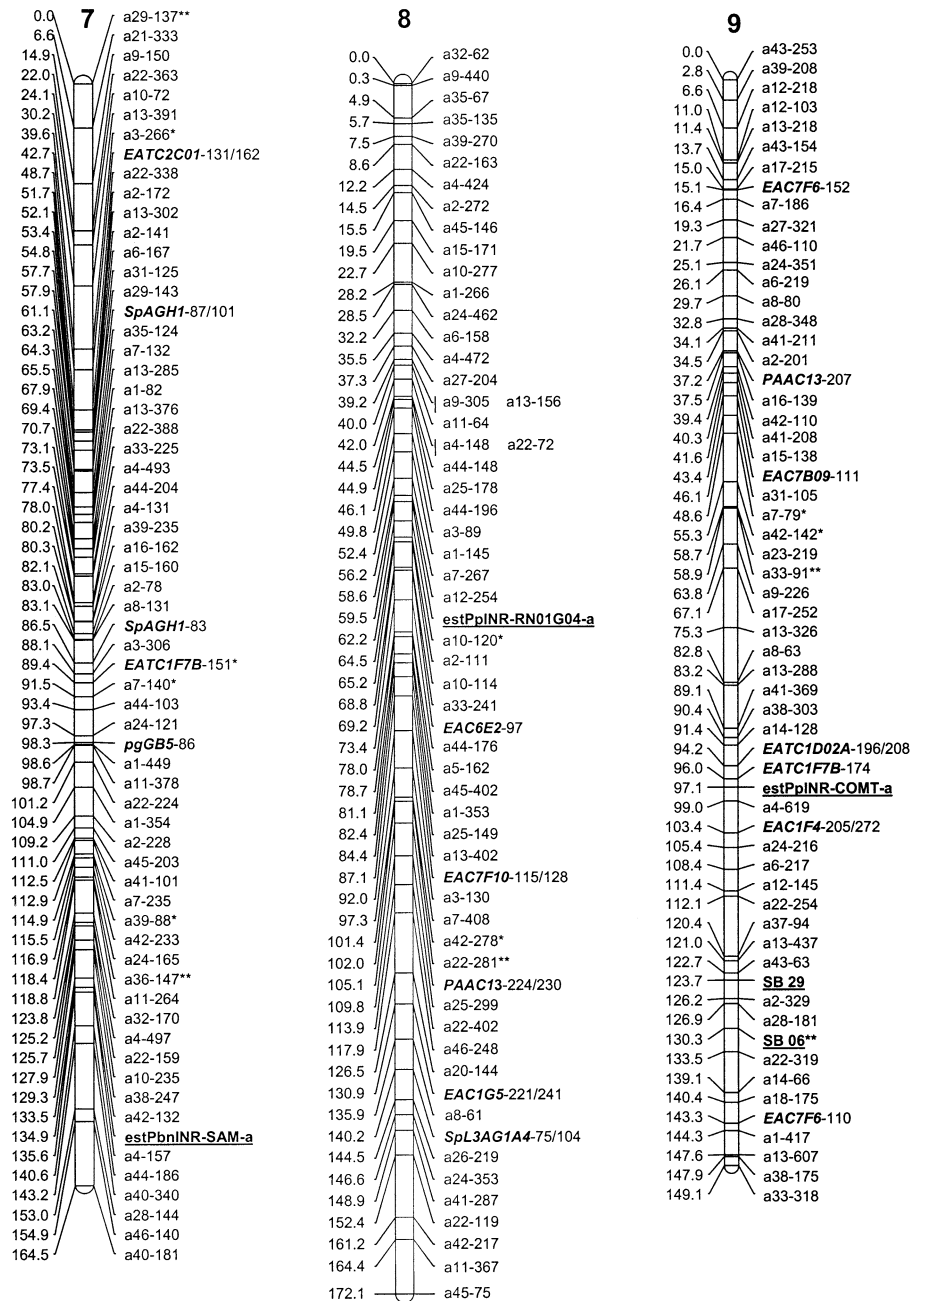 7
0.0 a29-137**
6.6 a21-333
14.9 a9-150
22.0 a22-363
24.1 a10-72
30.2 a13-391
39.6 a3-266*
42.7 EATC2C01-131/162
48.7 a22-338
51.7 a2-172
52.1 a13-302
53.4 a2-141
54.8 a6-167
57.7 a31-125
57.9 a29-143
61.1 SpAGH1-87/101
63.2 a35-124
64.3 a7-132
65.5 a13-285
67.9 a1-82
69.4 a13-376
70.7 a22-388
73.1 a33-225
73.5 a4-493
77.4 a44-204
78.0 a4-131
80.2 a39-235
80.3 a16-162
82.1 a15-160
83.0 a2-78
83.1 a8-131
86.5 SpAGH1-83
88.1 a3-306
89.4 EATC1F7B-151*
91.5 a7-140*
93.4 a44-103
97.3 a24-121
98.3 pgGB5-86
98.6 a1-449
98.7 a11-378
101.2 a22-224
104.9 a1-354
109.2 a2-228
111.0 a45-203
112.5 a41-101
112.9 a7-235
114.9 a39-88*
115.5 a42-233
116.9 a24-165
118.4 a36-147**
118.8 a11-264
123.8 a32-170
125.2 a4-497
125.7 a22-159
127.9 a10-235
129.3 a38-247
133.5 a42-132
134.9 estPbnINR-SAM-a
135.6 a4-157
140.6 a44-186
143.2 a40-340
153.0 a28-144
154.9 a46-140
164.5 a40-181
8
0.0 a32-62
0.3 a9-440
4.9 a35-67
5.7 a35-135
7.5 a39-270
8.6 a22-163
12.2 a4-424
14.5 a2-272
15.5 a45-146
19.5 a15-171
22.7 a10-277
28.2 a1-266
28.5 a24-462
32.2 a6-158
35.5 a4-472
37.3 a27-204
39.2 a9-305 a13-156
40.0 a11-64
42.0 a4-148 a22-72
44.5 a44-148
44.9 a25-178
46.1 a44-196
49.8 a3-89
52.4 a1-145
56.2 a7-267
58.6 a12-254
59.5 estPpINR-RN01G04-a
62.2 a10-120*
64.5 a2-111
65.2 a10-114
68.8 a33-241
69.2 EAC6E2-97
73.4 a44-176
78.0 a5-162
78.7 a45-402
81.1 a1-353
82.4 a25-149
84.4 a13-402
87.1 EAC7F10-115/128
92.0 a3-130
97.3 a7-408
101.4 a42-278*
102.0 a22-281**
105.1 PAAC13-224/230
109.8 a25-299
113.9 a22-402
117.9 a46-248
126.5 a20-144
130.9 EAC1G5-221/241
135.9 a8-61
140.2 SpL3AG1A4-75/104
144.5 a26-219
146.6 a24-353
148.9 a41-287
152.4 a22-119
161.2 a42-217
164.4 a11-367
172.1 a45-75
9
0.0 a43-253
2.8 a39-208
6.6 a12-218
11.0 a12-103
11.4 a13-218
13.7 a43-154
15.0 a17-215
15.1 EAC7F6-152
16.4 a7-186
19.3 a27-321
21.7 a46-110
25.1 a24-351
26.1 a6-219
29.7 a8-80
32.8 a28-348
34.1 a41-211
34.5 a2-201
37.2 PAAC13-207
37.5 a16-139
39.4 a42-110
40.3 a41-208
41.6 a15-138
43.4 EAC7B09-111
46.1 a31-105
48.6 a7-79*
55.3 a42-142*
58.7 a23-219
58.9 a33-91**
63.8 a9-226
67.1 a17-252
75.3 a13-326
82.8 a8-63
83.2 a13-288
89.1 a41-369
90.4 a38-303
91.4 a14-128
94.2 EATC1D02A-196/208
96.0 EATC1F7B-174
97.1 estPpINR-COMT-a
99.0 a4-619
103.4 EAC1F4-205/272
105.4 a24-216
108.4 a6-217
111.4 a12-145
112.1 a22-254
120.4 a37-94
121.0 a13-437
122.7 a43-63
123.7 SB 29
126.2 a2-329
126.9 a28-181
130.3 SB 06**
133.5 a22-319
139.1 a14-66
140.4 a18-175
143.3 EAC7F6-110
144.3 a1-417
147.6 a13-607
147.9 a38-175
149.1 a33-318